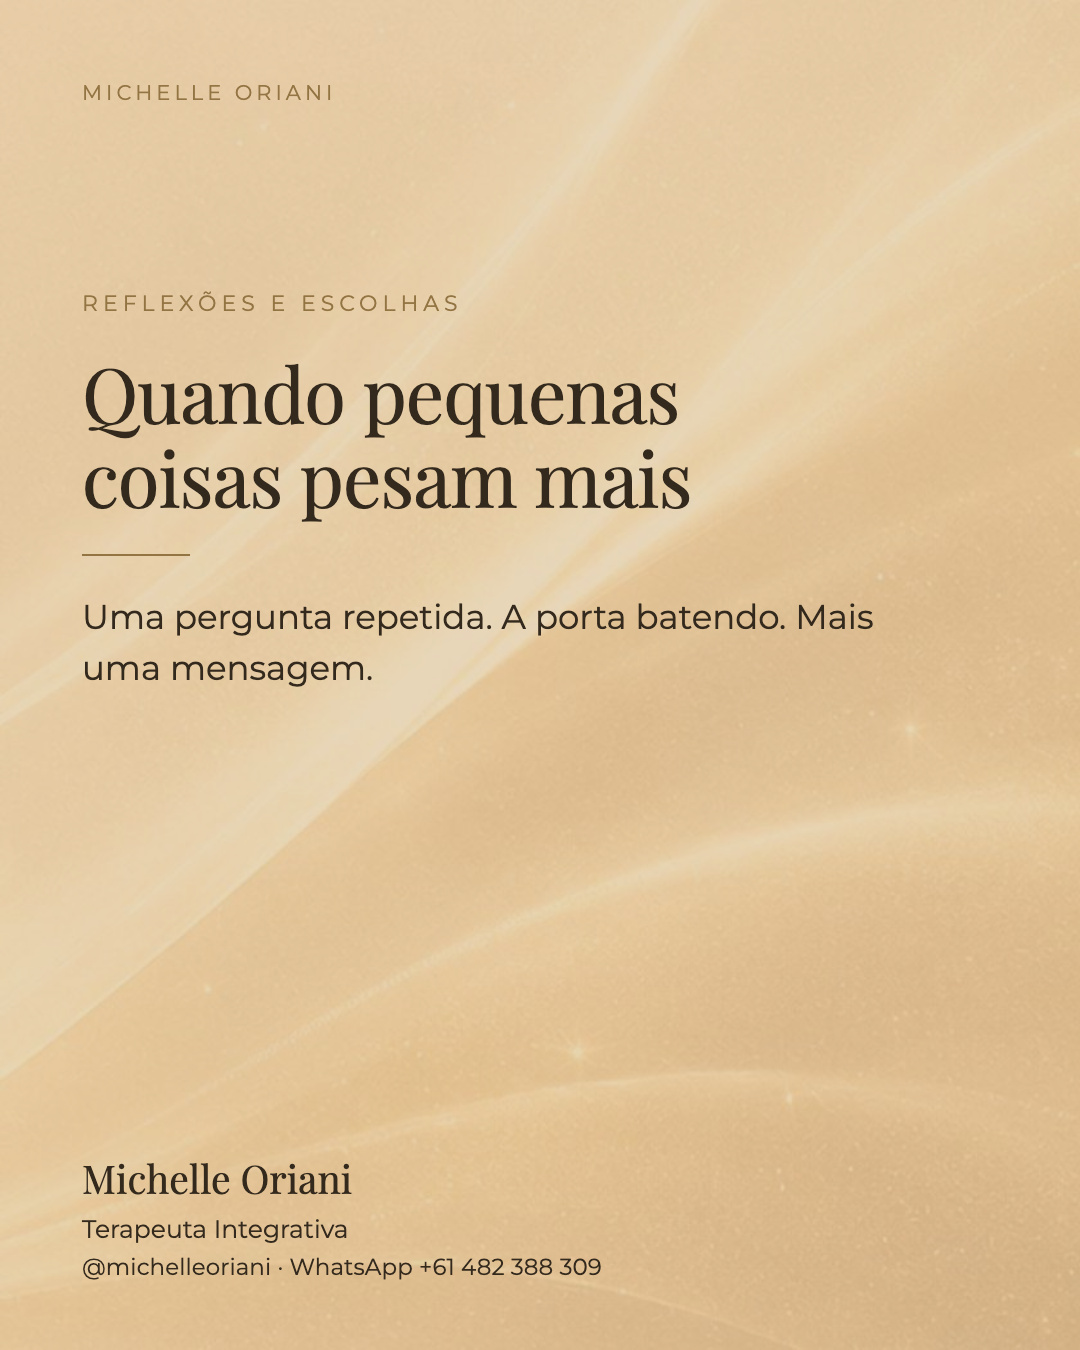 MICHELLE ORIANI
REFLEXÕES E ESCOLHAS
Quando pequenas
coisas pesam mais
Uma pergunta repetida. A porta batendo. Mais
uma mensagem.
Michelle Oriani
Terapeuta Integrativa
@michelleoriani · WhatsApp +61 482 388 309